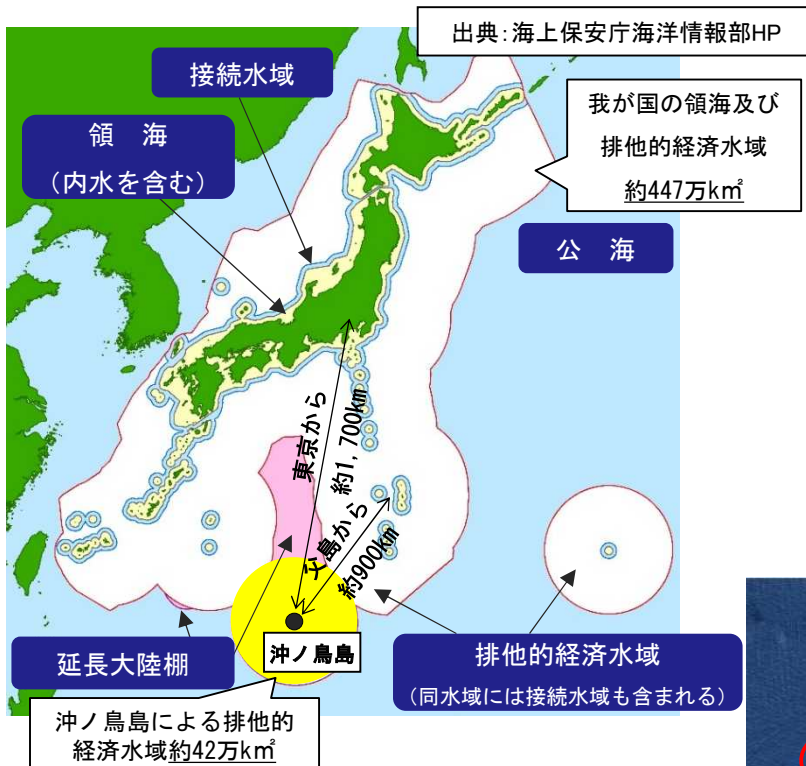 出典：海上保安庁海洋情報部HP
接続水域
我が国の領海及び
排他的経済水域
約447万k㎡
領　海
（内水を含む）
公　海
東京から
約1,700km
父島から
約900km
延長大陸棚
沖ノ鳥島
排他的経済水域
（同水域には接続水域も含まれる）
沖ノ鳥島による排他的
経済水域約42万k㎡